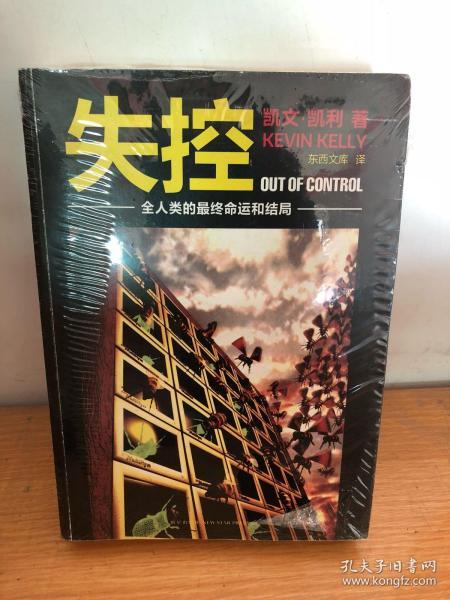 失控
凯文·凯利 著
KEVIN KELLY
东西文库 译
OUT OF CONTROL
全人类的最终命运和结局
孔夫子旧书网
www.kongfz.com